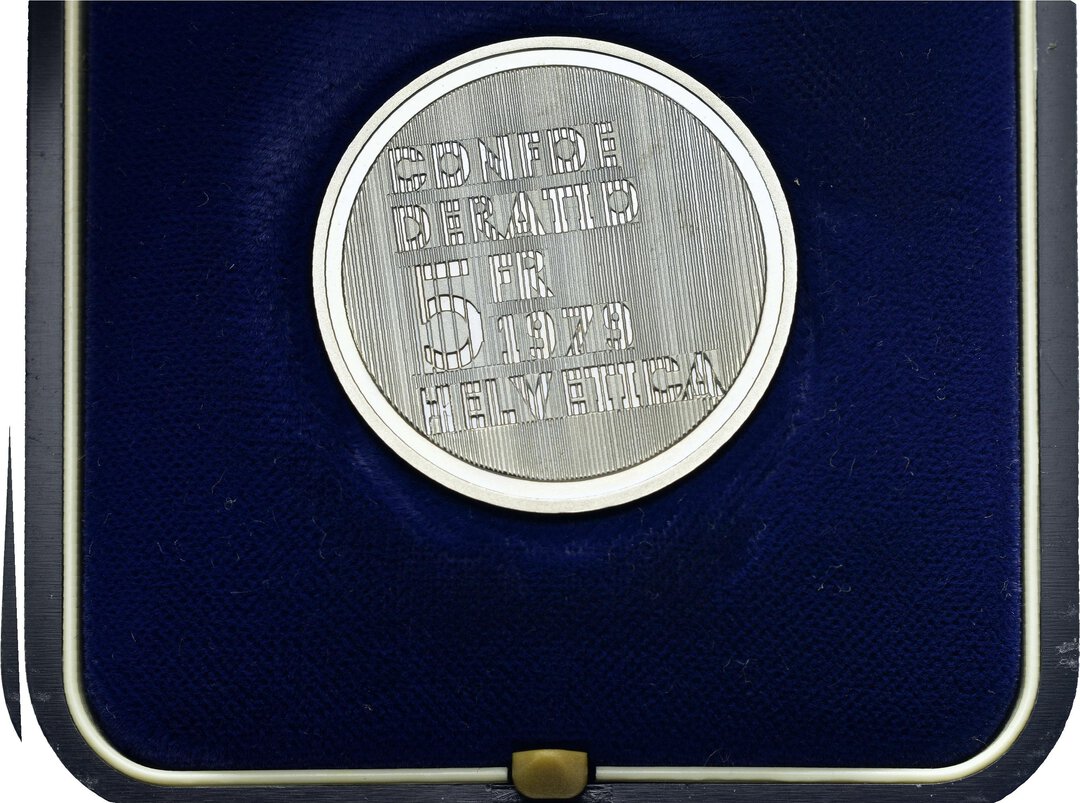 CONFOE
DERATIO
5 FR
1979
HELVETICA